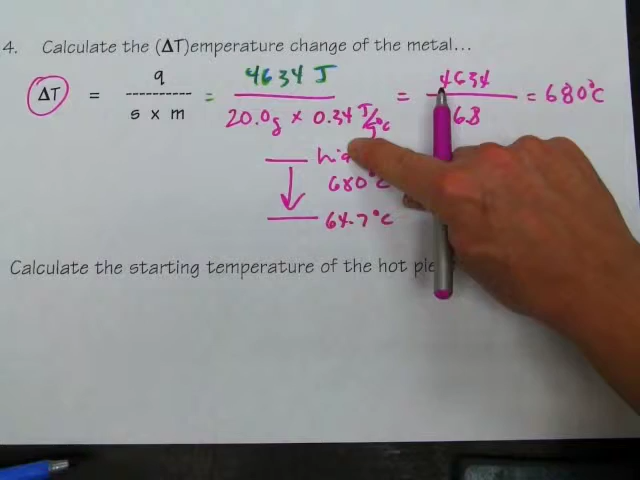 4. Calculate the (ΔT)emperature change of the metal...
ΔT = q / s x m = 4634 J / 20.0g x 0.34 J/g°C = 4634 / 68 = 680°C
680°C
64.7°C
Calculate the starting temperature of the hot